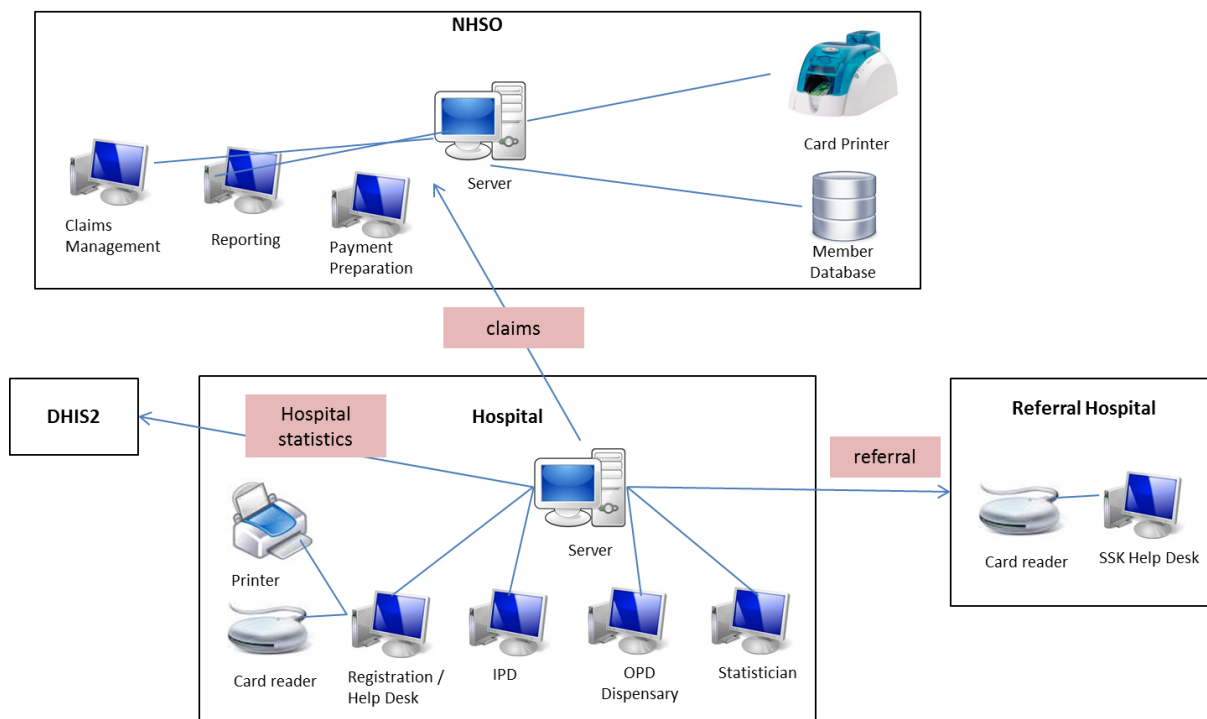 NHSO
Card Printer
Server
Claims
Management
Reporting
Payment
Preparation
Member
Database
claims
DHIS2
Hospital
statistics
Hospital
Referral Hospital
referral
Server
Printer
Card reader
SSK Help Desk
Card reader
Registration /
Help Desk
IPD
OPD
Dispensary
Statistician